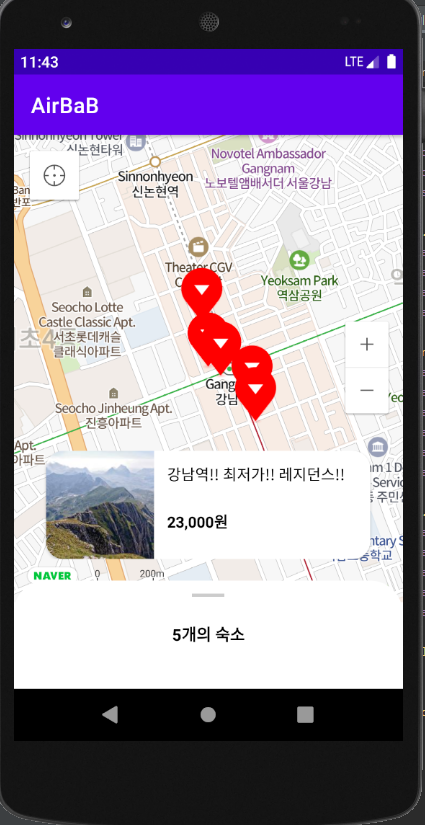 11:43
LTE
AirBaB
Sinnonhyeon Tower
신논현타워
Novotel Ambassador
Gangnam
노보텔앰배서더 서울강남
Sinnonhyeon
신논현역
반포
Theater CGV
Yeoksam Park
역삼공원
Seocho Lotte
Castle Classic Apt.
서초롯데캐슬
클래식아파트
초4
Seocho Jinheung Apt.
진흥아파트
Gang
강남
Apt.
아파트
강남역!! 최저가!! 레지던스!!
23,000원
NAVER
0
200m
5개의 숙소